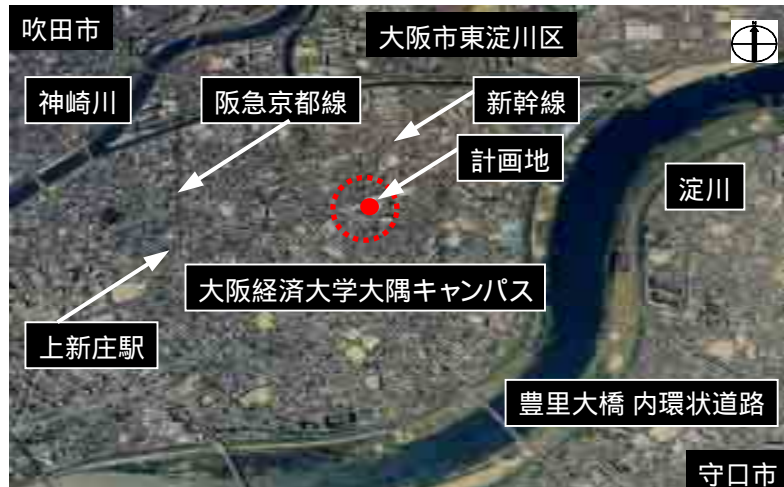 吹田市
大阪市東淀川区
神崎川
阪急京都線
新幹線
計画地
淀川
大阪経済大学大隅キャンパス
上新庄駅
豊里大橋 内環状道路
守口市